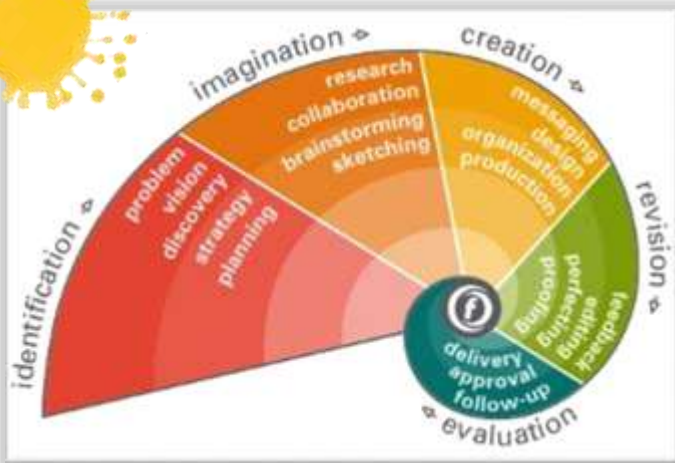 identification
problem
vision
discovery
strategy
planning
imagination
research
collaboration
brainstorming
sketching
creation
messaging
design
organization
production
revision
feedback
editing
perfecting
proofing
evaluation
delivery
approval
follow-up
f